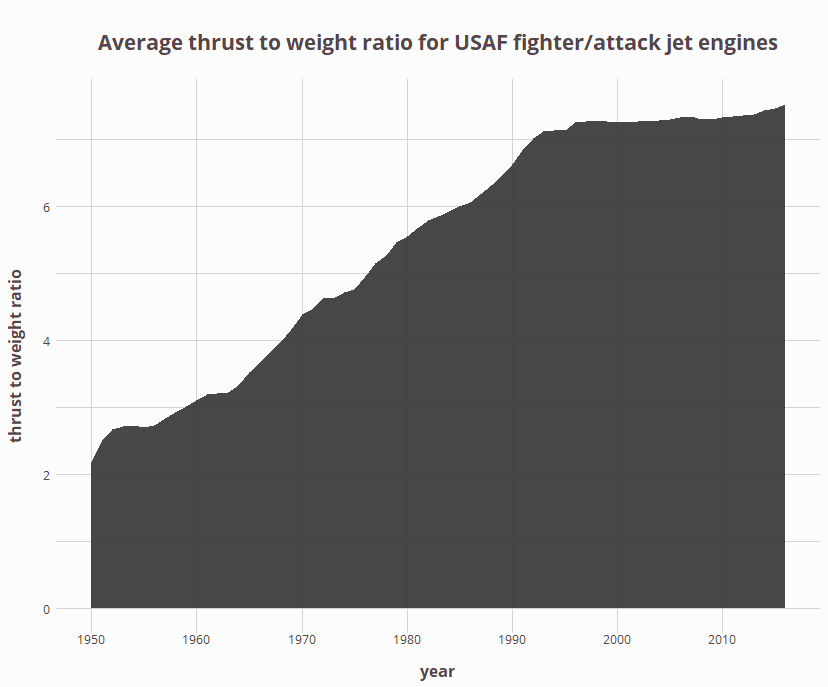 Average thrust to weight ratio for USAF fighter/attack jet engines
thrust to weight ratio
6
4
2
0
1950 1960 1970 1980 1990 2000 2010
year